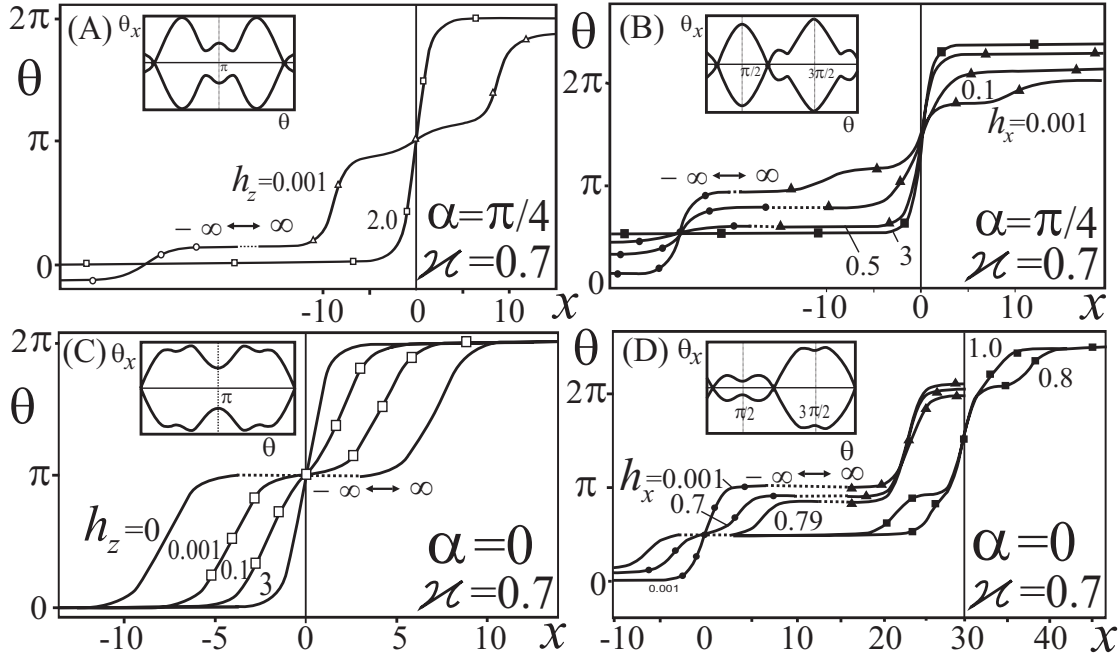 (A)
θx
π
θ
2π
θ
π
0
hz=0.001
2.0
- ∞ ↔ ∞
α=π/4
ϰ=0.7
-10
0
10
x
(B)
θx
π/2
3π/2
θ
θ
2π
π
0
0.1
hx=0.001
- ∞ ↔ ∞
0.5
3
α=π/4
ϰ=0.7
-10
0
10
x
(C)
θx
π
θ
2π
θ
π
0
hz=0
0.001
0.1
3
- ∞ ↔ ∞
α=0
ϰ=0.7
-10
-5
0
5
10
x
(D)
θx
π/2
3π/2
θ
θ
2π
π
0
1.0
0.8
- ∞ ↔ ∞
hx=0.001
0.7
0.79
0.001
α=0
ϰ=0.7
-10
0
10
20
30
40
x